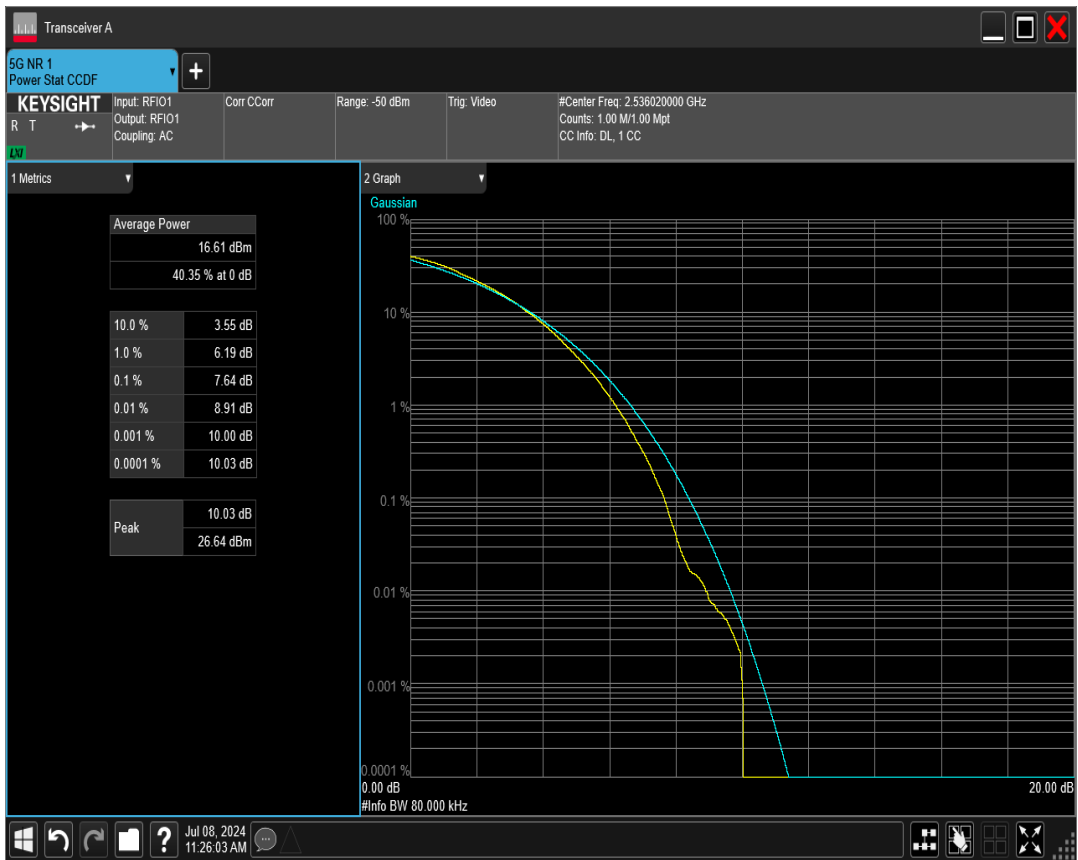 Transceiver A
5G NR 1
Power Stat CCDF
+
KEYSIGHT
R T
LXI
Input: RFIO1
Output: RFIO1
Coupling: AC
Corr CCorr
Range: -50 dBm
Trig: Video
#Center Freq: 2.536020000 GHz
Counts: 1.00 M/1.00 Mpt
CC Info: DL, 1 CC
1 Metrics
Average Power
16.61 dBm
40.35 % at 0 dB
10.0 % 3.55 dB
1.0 % 6.19 dB
0.1 % 7.64 dB
0.01 % 8.91 dB
0.001 % 10.00 dB
0.0001 % 10.03 dB
Peak
10.03 dB
26.64 dBm
2 Graph
Gaussian
100 %
10 %
1 %
0.1 %
0.01 %
0.001 %
0.0001 %
0.00 dB 20.00 dB
#Info BW 80.000 kHz
?
Jul 08, 2024
11:26:03 AM